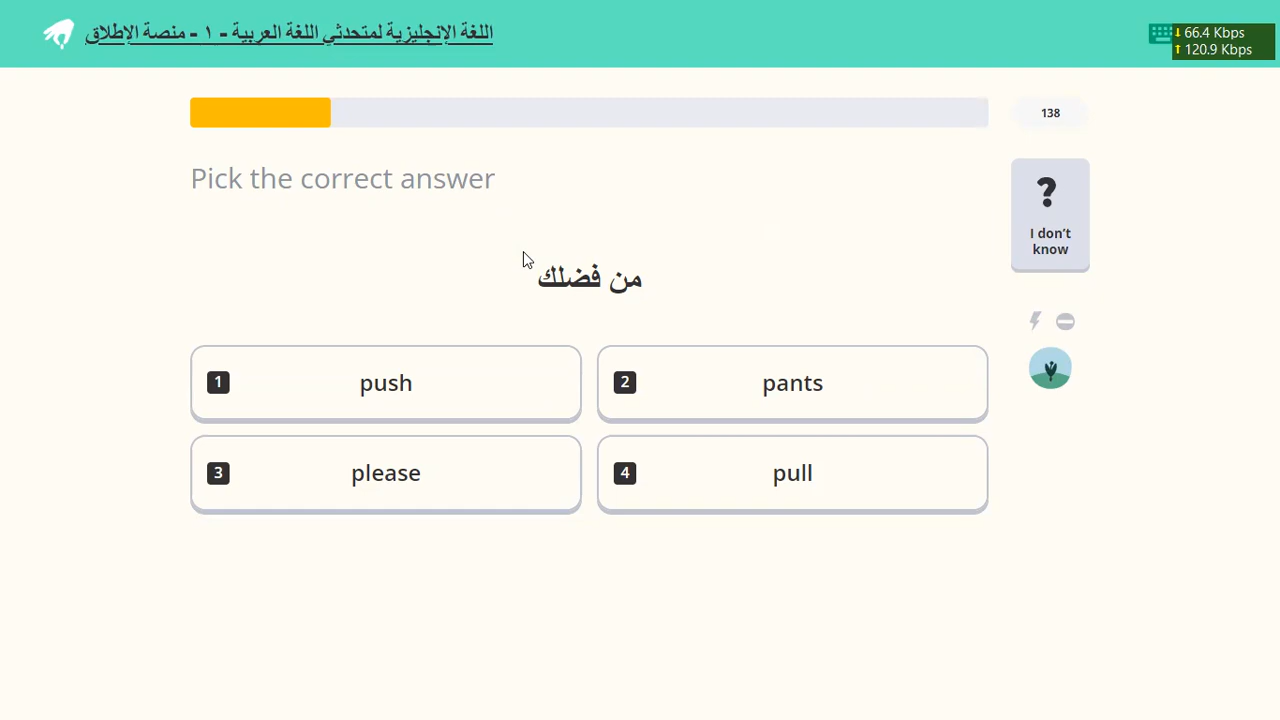 اللغة الإنجليزية لمتحدثي اللغة العربية - ١ - منصة الإطلاق
↓ 66.4 Kbps
↑ 120.9 Kbps
138
Pick the correct answer
?
I don't
know
من فضلك
1 push
2 pants
3 please
4 pull